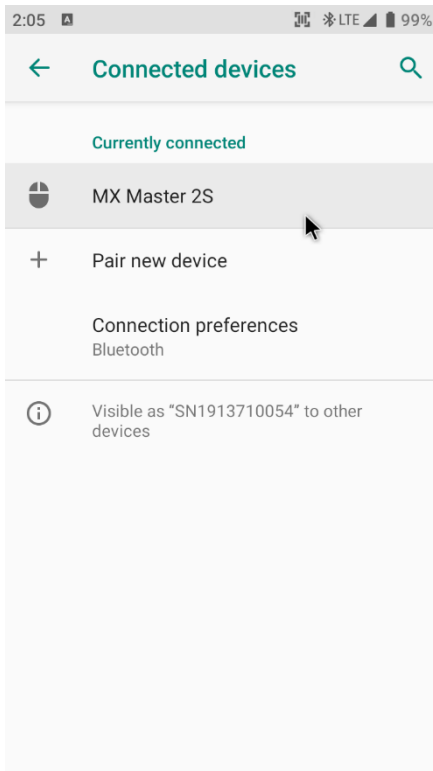 2:05 A LTE 99%
Connected devices
Currently connected
MX Master 2S
Pair new device
Connection preferences
Bluetooth
Visible as “SN1913710054” to other
devices